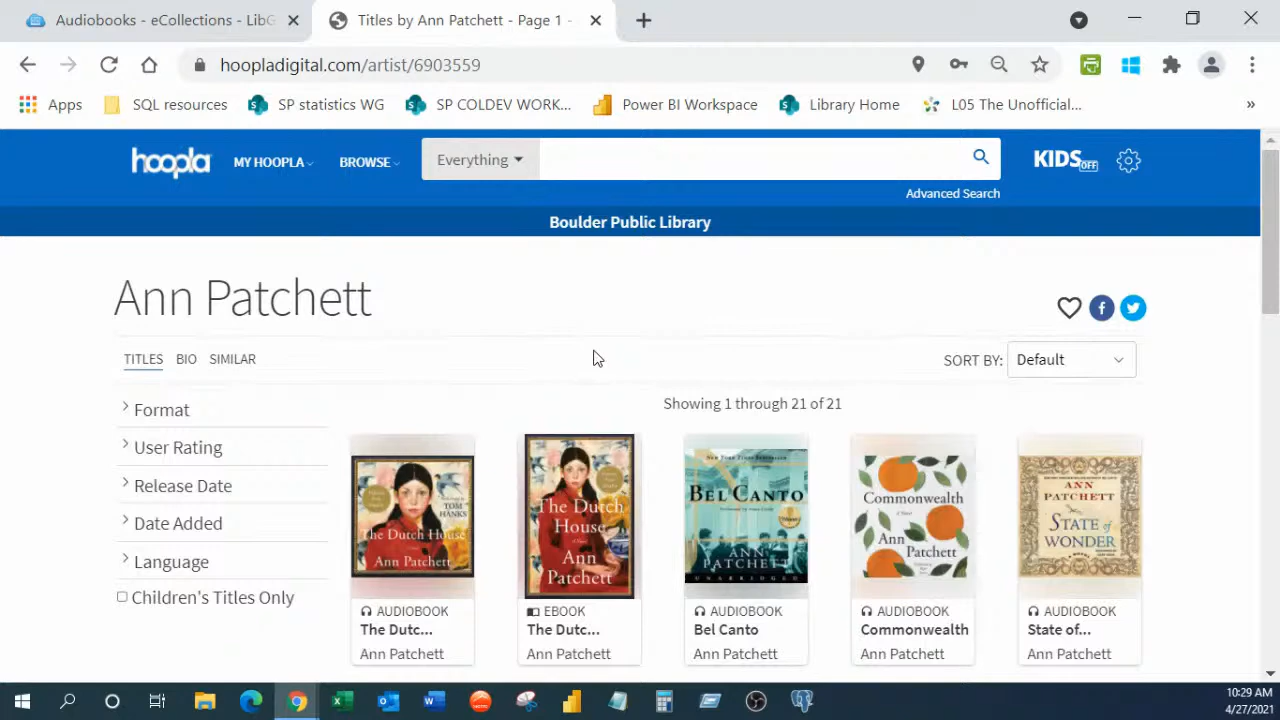 Audiobooks - eCollections - LibG
Titles by Ann Patchett - Page 1 -
hoopladigital.com/artist/6903559
Apps
SQL resources
SP statistics WG
SP COLDEV WORK...
Power BI Workspace
Library Home
L05 The Unofficial...
»
hoopla
MY HOOPLA
BROWSE
Everything
KIDS OFF
Advanced Search
Boulder Public Library
Ann Patchett
f
TITLES BIO SIMILAR
SORT BY: Default
Format
User Rating
Release Date
Date Added
Language
Children's Titles Only
Showing 1 through 21 of 21
TOM
HANKS
The Dutch House
Ann Patchett
AUDIOBOOK
The Dutc...
Ann Patchett
The Dutch
House
Ann
Patchett
EBOOK
The Dutc...
Ann Patchett
BEL CANTO
ANN
PATCHETT
UNABRIDGED
AUDIOBOOK
Bel Canto
Ann Patchett
Commonwealth
Ann
Patchett
AUDIOBOOK
Commonwealth
Ann Patchett
ANN
PATCHETT
STATE of
WONDER
AUDIOBOOK
State of...
Ann Patchett
10:29 AM
4/27/2021